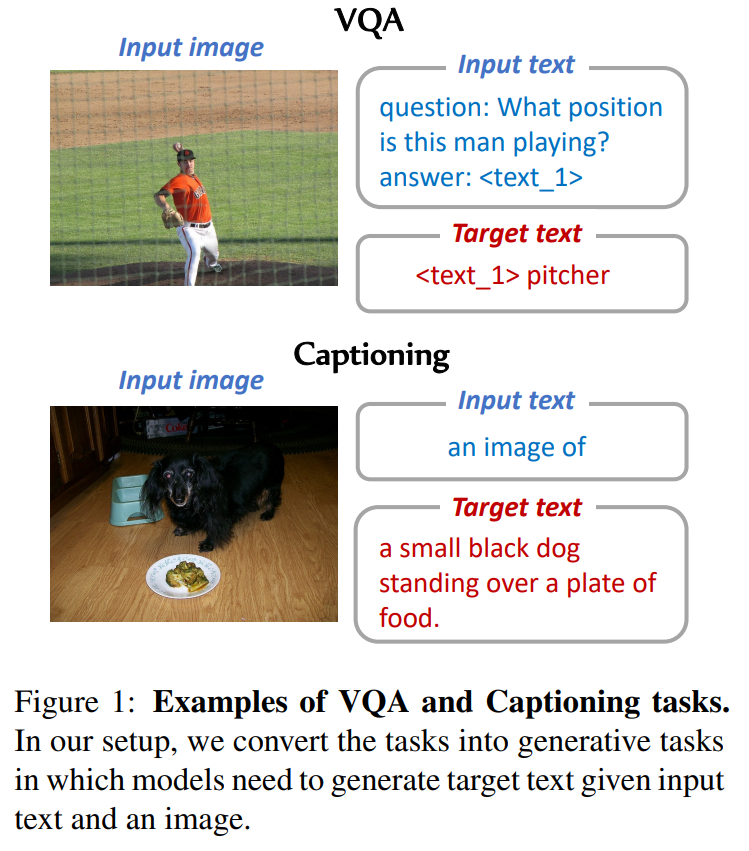 VQA
Input image
Input text
question: What position
is this man playing?
answer: <text_1>
Target text
<text_1> pitcher
Captioning
Input image
Coke
Input text
an image of
Target text
a small black dog
standing over a plate of
food.
Figure 1: Examples of VQA and Captioning tasks.
In our setup, we convert the tasks into generative tasks
in which models need to generate target text given input
text and an image.